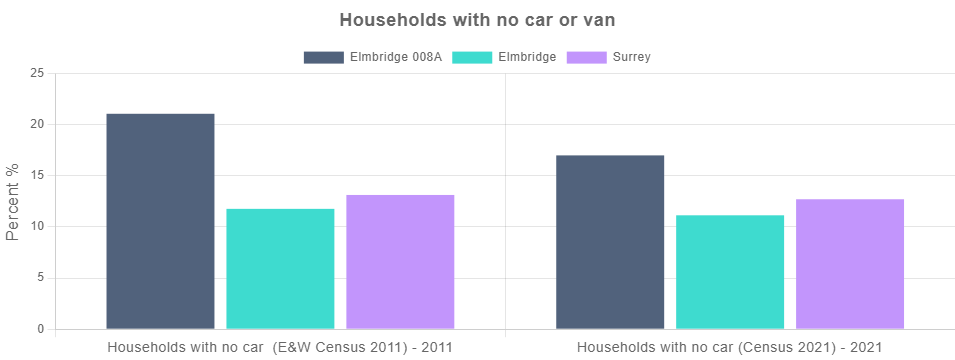 Households with no car or van
Elmbridge 008A Elmbridge Surrey
25
20
15
10
5
0
Percent %
Households with no car (E&W Census 2011) - 2011 Households with no car (Census 2021) - 2021